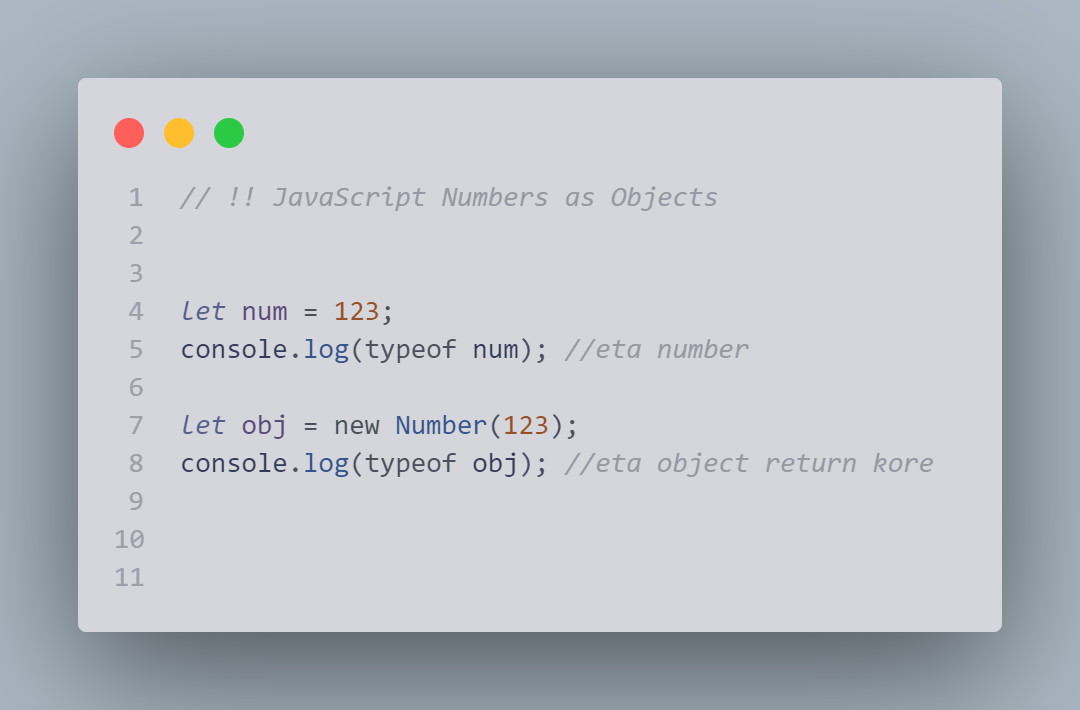 1 // !! JavaScript Numbers as Objects
2
3
4 let num = 123;
5 console.log(typeof num); //eta number
6
7 let obj = new Number(123);
8 console.log(typeof obj); //eta object return kore
9
10
11